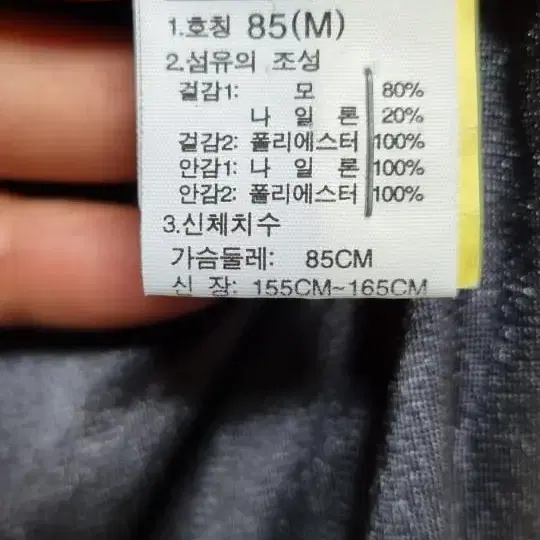 1.호칭 85(M)
2.섬유의 조성
겉감1: 모 80%
나 일 론 20%
겉감2: 폴리에스터 100%
안감1: 나 일 론 100%
안감2: 폴리에스터 100%
3.신체치수
가슴둘레: 85CM
신 장: 155CM~165CM